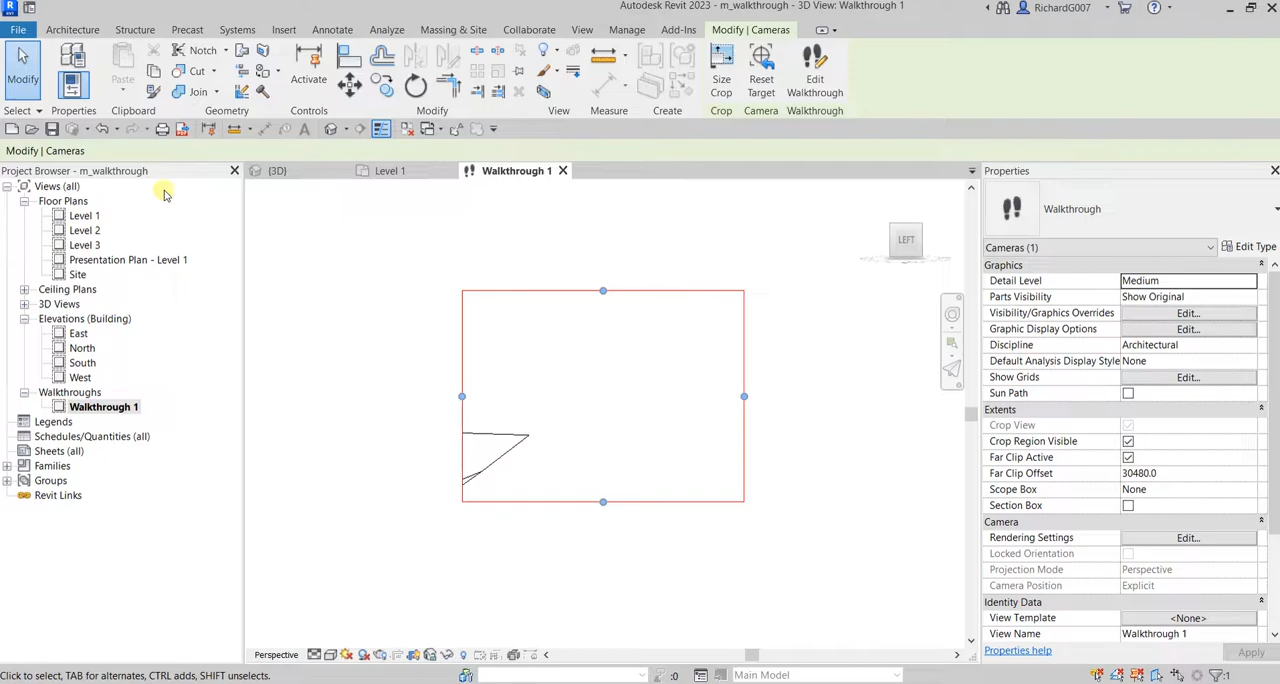 Autodesk Revit 2023 - m_walkthrough - 3D View: Walkthrough 1
RichardG007
File Architecture Structure Precast Systems Insert Annotate Analyze Massing & Site Collaborate View Manage Add-Ins Modify | Cameras
Modify
Paste
Notch
Cut
Join
Activate
Size Crop
Reset Target
Edit Walkthrough
Select Properties Clipboard Geometry Controls Modify View Measure Create Crop Camera Walkthrough
Modify | Cameras
Project Browser - m_walkthrough
{3D}
Level 1
Walkthrough 1
Properties
Views (all)
Floor Plans
Level 1
Level 2
Level 3
Presentation Plan - Level 1
Site
Ceiling Plans
3D Views
Elevations (Building)
East
North
South
West
Walkthroughs
Walkthrough 1
Legends
Schedules/Quantities (all)
Sheets (all)
Families
Groups
Revit Links
LEFT
Walkthrough
Cameras (1) Edit Type
Graphics
Detail Level Medium
Parts Visibility Show Original
Visibility/Graphics Overrides Edit...
Graphic Display Options Edit...
Discipline Architectural
Default Analysis Display Style None
Show Grids Edit...
Sun Path
Extents
Crop View
Crop Region Visible
Far Clip Active
Far Clip Offset 30480.0
Scope Box None
Section Box
Camera
Rendering Settings Edit...
Locked Orientation
Projection Mode Perspective
Camera Position Explicit
Identity Data
View Template <None>
View Name Walkthrough 1
Properties help Apply
Perspective
Click to select, TAB for alternates, CTRL adds, SHIFT unselects.
:0
Main Model
:1